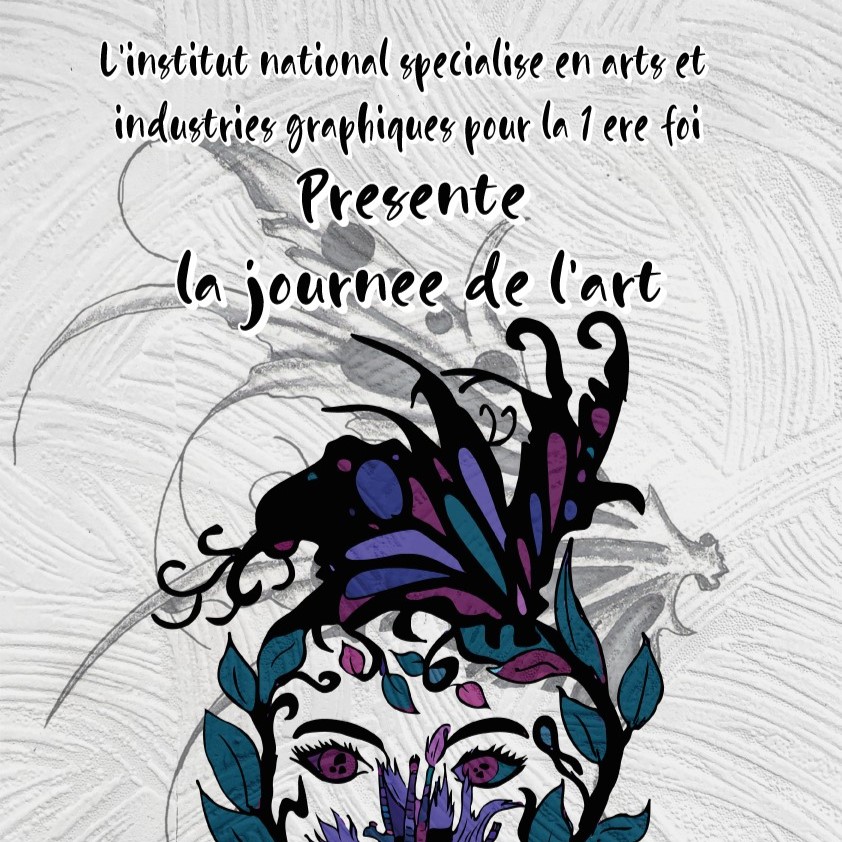 L'institut national specialise en arts et
industries graphiques pour la 1 ere foi
Presente
la journee de l'art